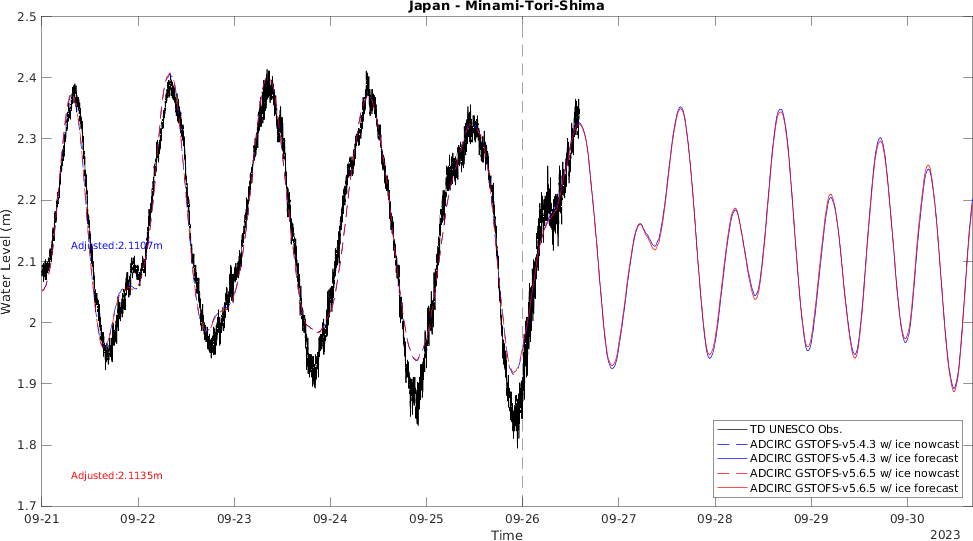 Japan - Minami-Tori-Shima
2.5
2.4
2.3
2.2
2.1
2
1.9
1.8
1.7
Water Level (m)
Adjusted:2.1107m
Adjusted:2.1135m
TD UNESCO Obs.
ADCIRC GSTOFS-v5.4.3 w/ ice nowcast
ADCIRC GSTOFS-v5.4.3 w/ ice forecast
ADCIRC GSTOFS-v5.6.5 w/ ice nowcast
ADCIRC GSTOFS-v5.6.5 w/ ice forecast
09-21 09-22 09-23 09-24 09-25 09-26 09-27 09-28 09-29 09-30
Time
2023